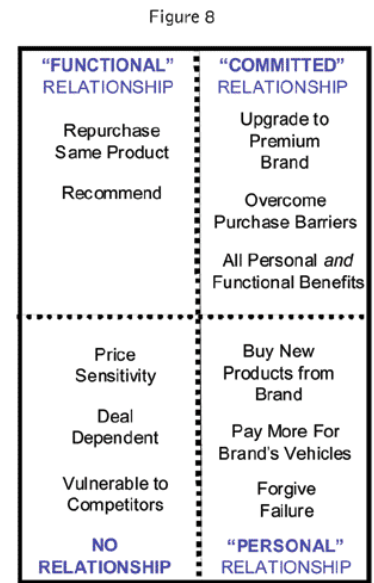 Figure 8
“FUNCTIONAL”
RELATIONSHIP
Repurchase
Same Product
Recommend
“COMMITTED”
RELATIONSHIP
Upgrade to
Premium
Brand
Overcome
Purchase Barriers
All Personal and
Functional Benefits
Price
Sensitivity
Deal
Dependent
Vulnerable to
Competitors
NO
RELATIONSHIP
Buy New
Products from
Brand
Pay More For
Brand’s Vehicles
Forgive
Failure
“PERSONAL”
RELATIONSHIP